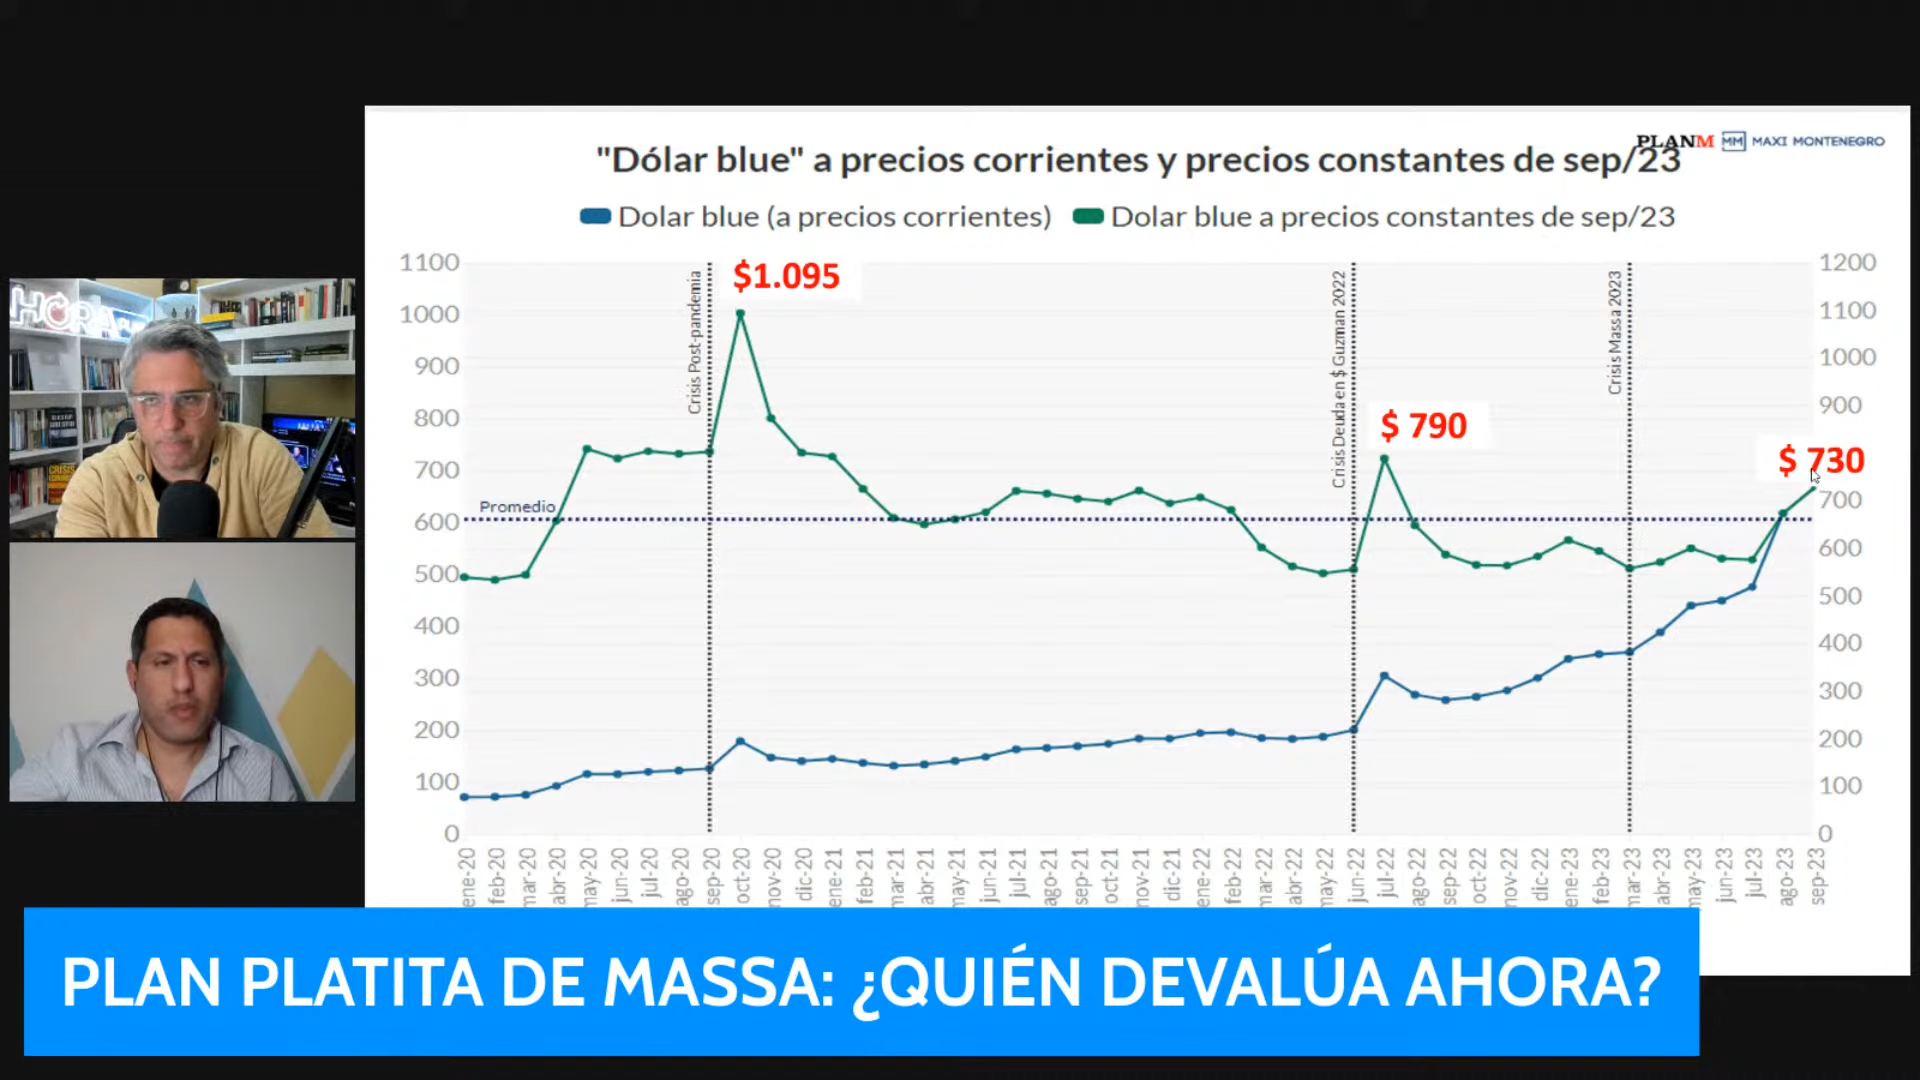 "Dólar blue" a precios corrientes y precios constantes de sep/23
PLANM MM MAXI MONTENEGRO
Dolar blue (a precios corrientes) Dolar blue a precios constantes de sep/23
1100
1000
900
800
700
600
500
400
300
200
100
0
1200
1100
1000
900
700
600
500
400
300
200
100
0
Crisis Post-pandemia
$1.095
Crisis Deuda en $ Guzman 2022
$ 790
Crisis Massa 2023
$ 730
Promedio
ene-20 feb-20 mar-20 abr-20 may-20 jun-20 jul-20 ago-20 sep-20 oct-20 nov-20 dic-20 ene-21 feb-21 mar-21 abr-21 may-21 jun-21 jul-21 ago-21 sep-21 oct-21 nov-21 dic-21 ene-22 feb-22 mar-22 abr-22 may-22 jun-22 jul-22 ago-22 sep-22 oct-22 nov-22 dic-22 ene-23 feb-23 mar-23 abr-23 may-23 jun-23 jul-23 ago-23 sep-23
AHORA
CRISIS
PLAN PLATITA DE MASSA: ¿QUIÉN DEVALÚA AHORA?